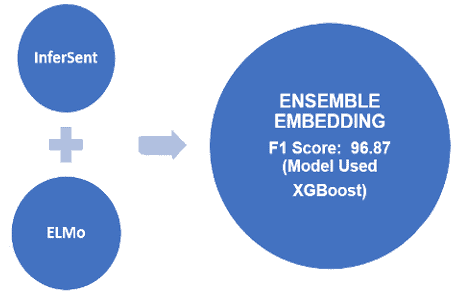 InferSent
ELMo
ENSEMBLE
EMBEDDING
F1 Score: 96.87
(Model Used
XGBoost)